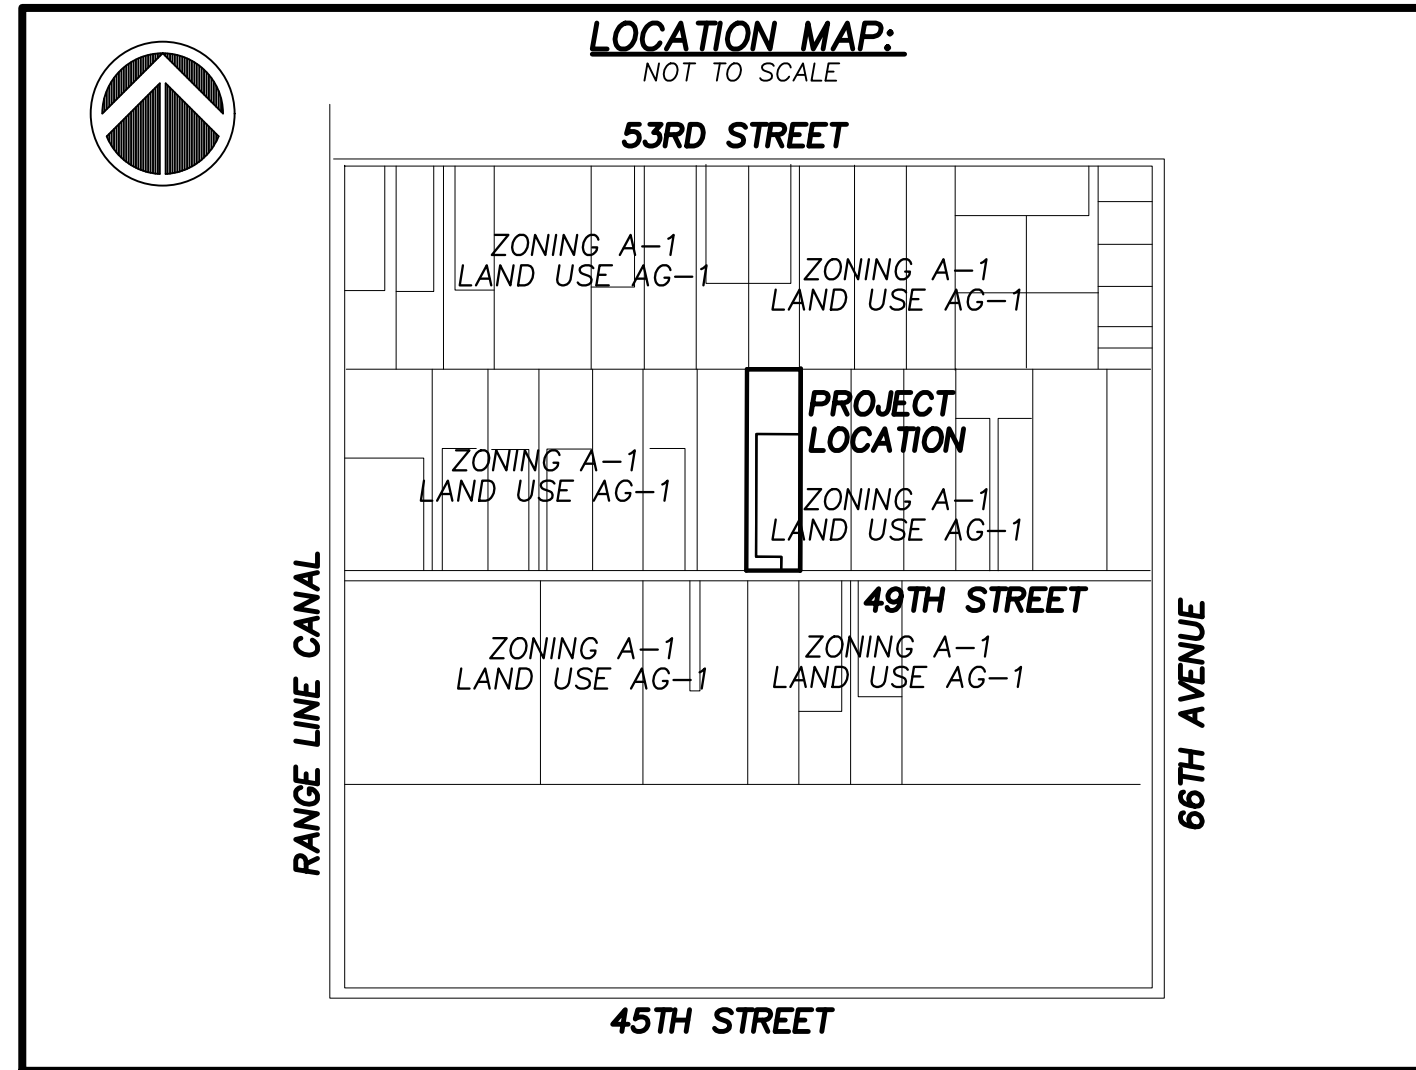 LOCATION MAP:
NOT TO SCALE
53RD STREET
ZONING A-1
LAND USE AG-1
ZONING A-1
LAND USE AG-1
PROJECT
LOCATION
ZONING A-1
LAND USE AG-1
ZONING A-1
LAND USE AG-1
RANGE LINE CANAL
49TH STREET
66TH AVENUE
ZONING A-1
LAND USE AG-1
ZONING A-1
LAND USE AG-1
45TH STREET